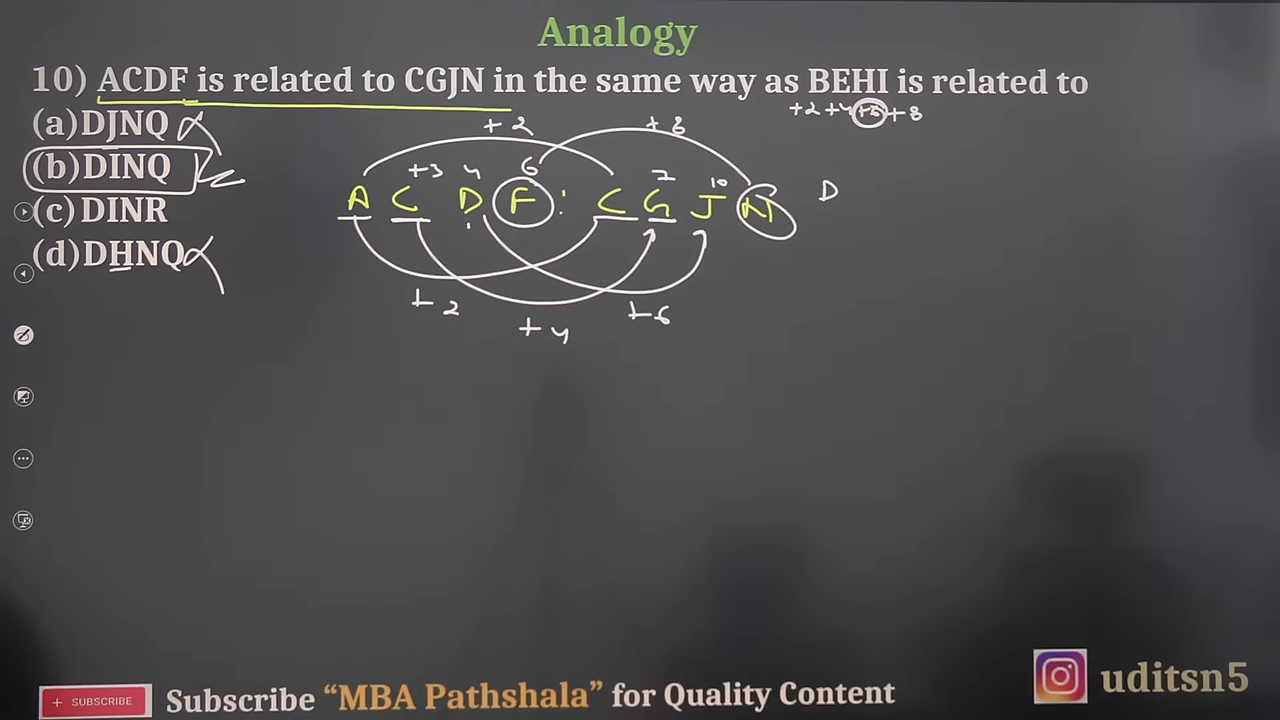 Analogy
10) ACDF is related to CGJN in the same way as BEHI is related to
+2 +4 +6 +8
(a) DJNQ
(b) DINQ
(c) DINR
(d) DHNQ
+2 +8
+3 4 6 7 10
A C D F : C G J N D
+2 +4 +6
SUBSCRIBE
Subscribe “MBA Pathshala” for Quality Content
uditsn5